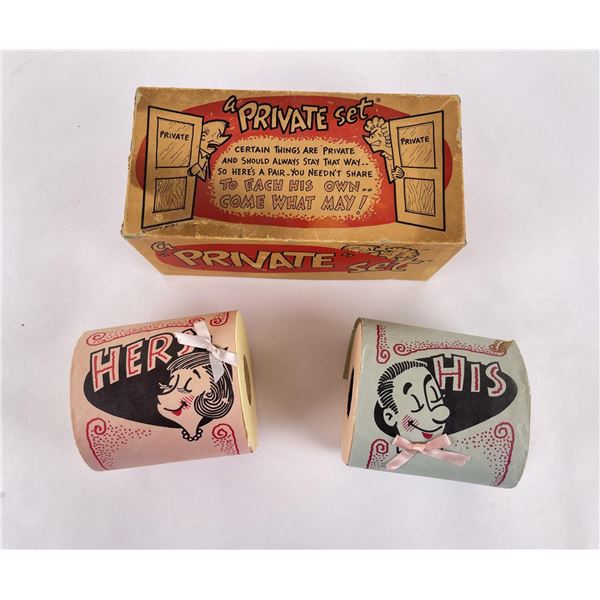 a PRIVATE set
PRIVATE
PRIVATE
CERTAIN THINGS ARE PRIVATE
AND SHOULD ALWAYS STAY THAT WAY--
SO HERE'S A PAIR - YOU NEEDN'T SHARE
TO EACH HIS OWN...
COME WHAT MAY!
a PRIVATE set
HERS
HIS